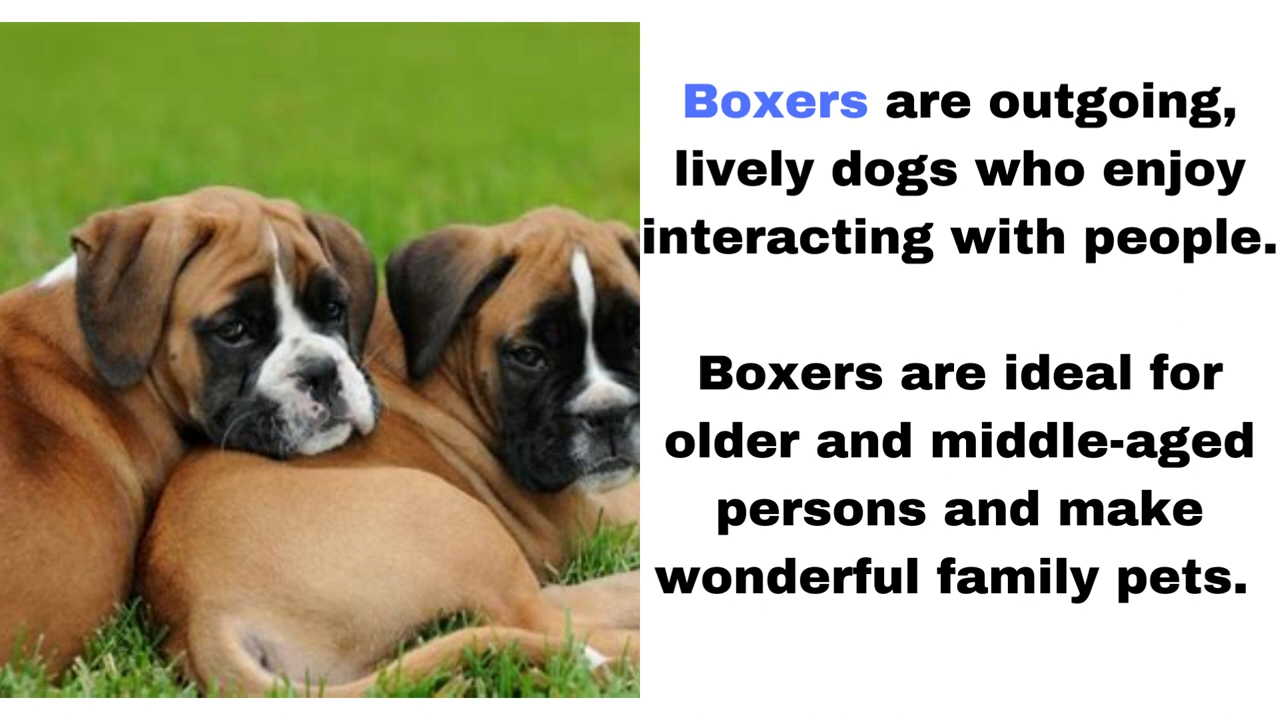 Boxers are outgoing,
lively dogs who enjoy
interacting with people.
Boxers are ideal for
older and middle-aged
persons and make
wonderful family pets.